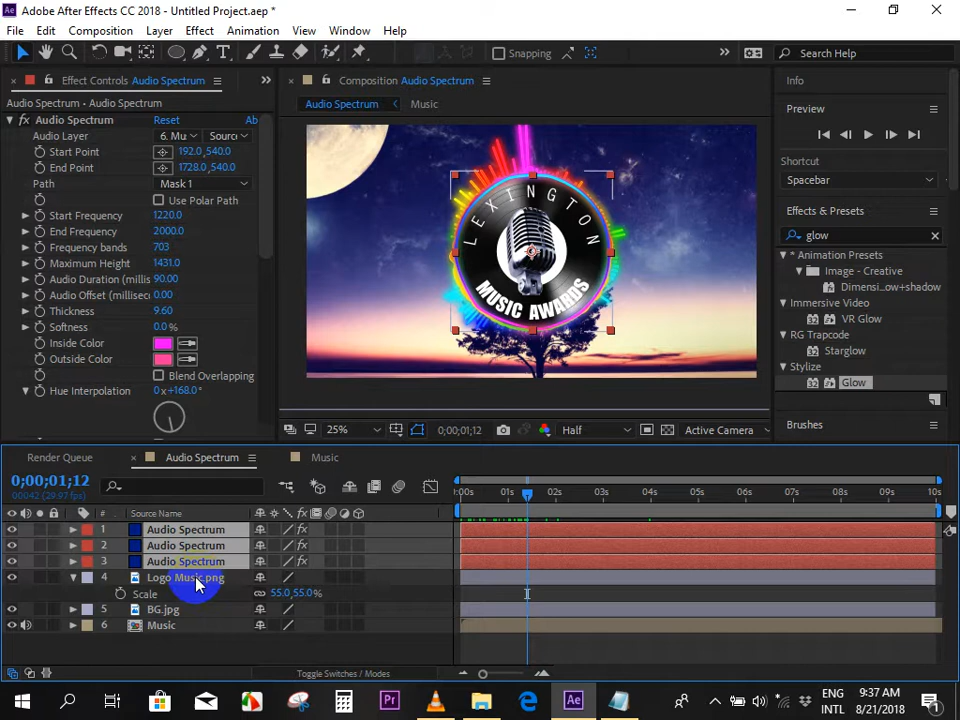 Adobe After Effects CC 2018 - Untitled Project.aep *
File Edit Composition Layer Effect Animation View Window Help
Snapping
Search Help
Effect Controls Audio Spectrum
Audio Spectrum • Audio Spectrum
Audio Spectrum Reset Ab
Audio Layer 6. Mu Source
Start Point 192.0,540.0
End Point 1728.0,540.0
Path Mask 1
Use Polar Path
Start Frequency 1220.0
End Frequency 2000.0
Frequency bands 703
Maximum Height 1431.0
Audio Duration (millis 90.00
Audio Offset (millisec 0.00
Thickness 9.60
Softness 0.0 %
Inside Color
Outside Color
Blend Overlapping
Hue Interpolation 0x+168.0°
Composition Audio Spectrum
Audio Spectrum Music
LEXINGTON
MUSIC AWARDS
25% 0;00;01;12 Half Active Camera
Info
Preview
Shortcut
Spacebar
Effects & Presets
glow
* Animation Presets
Image - Creative
Dimensi...ow+shadow
Immersive Video
32 VR Glow
RG Trapcode
32 Starglow
Stylize
32 Glow
Brushes
Render Queue Audio Spectrum Music
0;00;01;12
00042 (29.97 fps)
:00s 01s 02s 03s 04s 05s 06s 07s 08s 09s 10s
# Source Name
1 Audio Spectrum
2 Audio Spectrum
3 Audio Spectrum
4 Logo Music.png
Scale 55.0,55.0%
5 BG.jpg
6 Music
Toggle Switches / Modes
Pr Ae
ENG
INTL
9:37 AM
8/21/2018